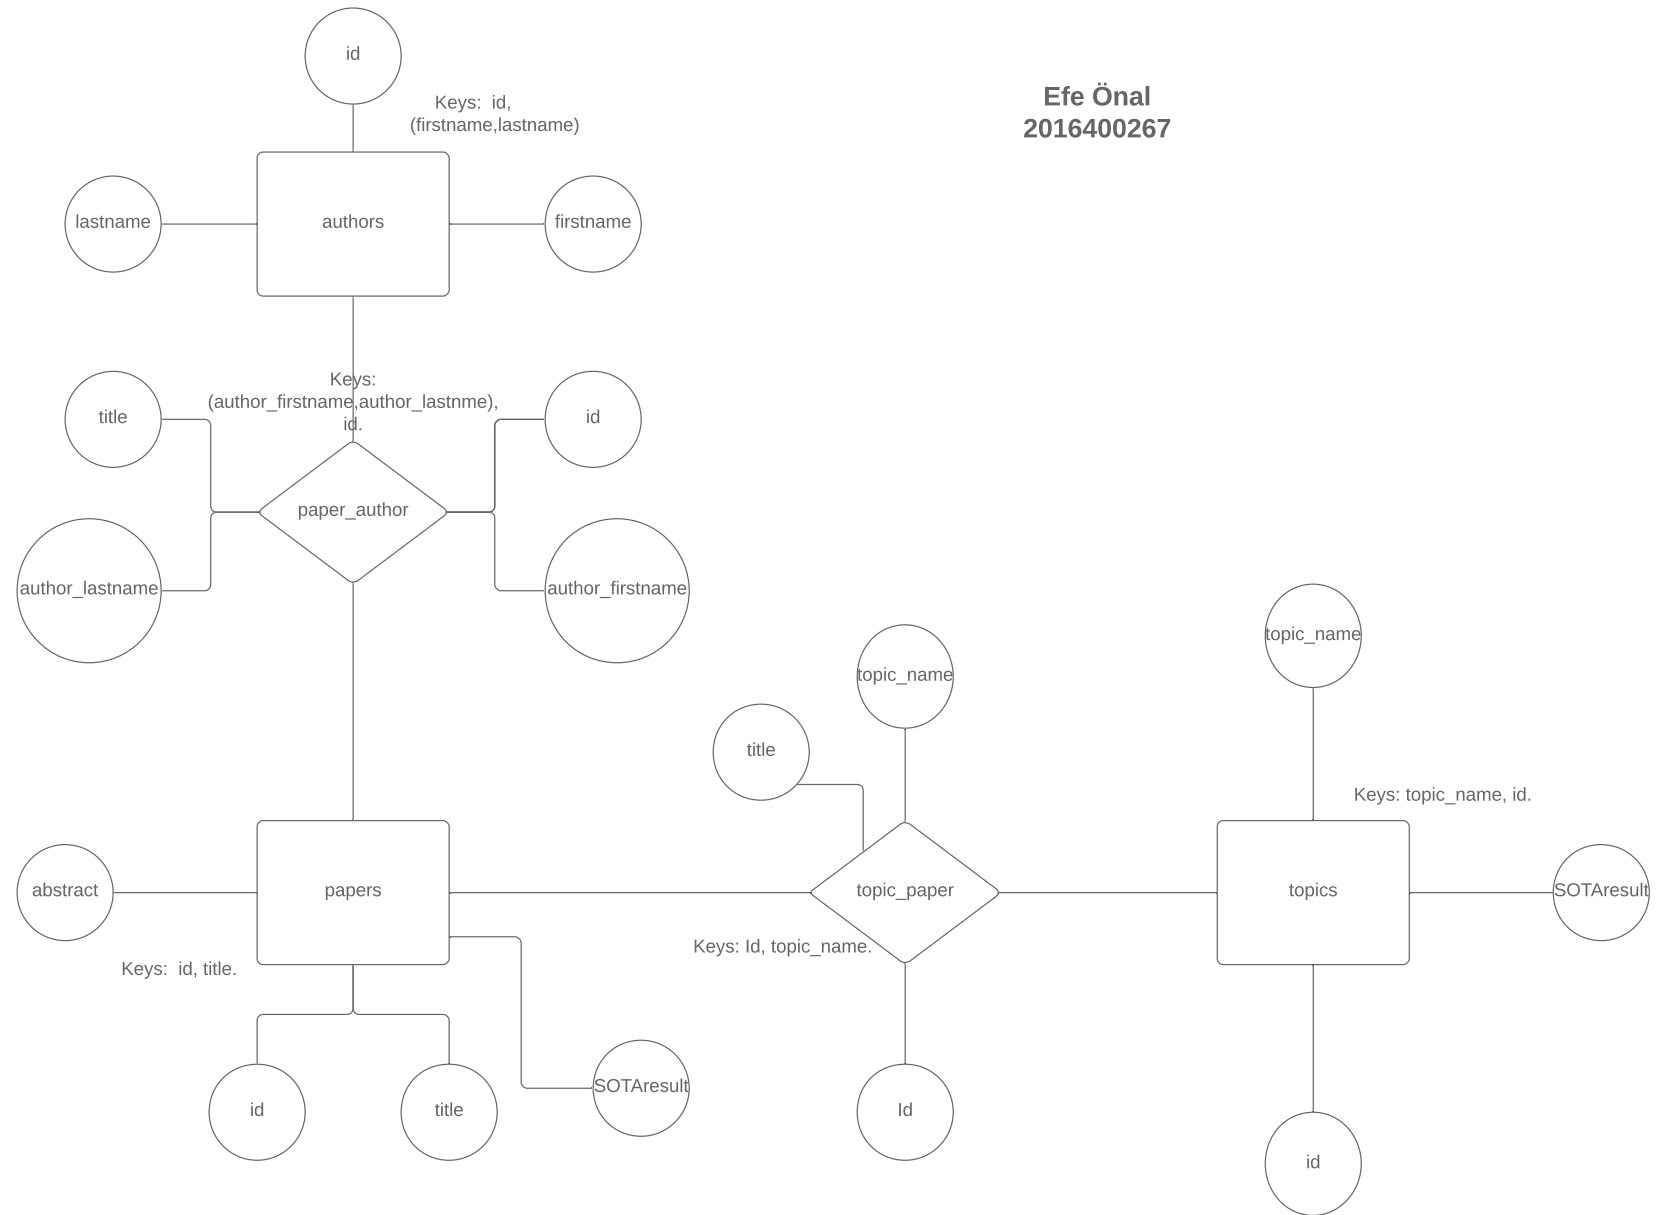 id
Keys:  id,
(firstname,lastname)
Efe Önal
2016400267
lastname
authors
firstname
Keys:
(author_firstname,author_lastnme),
id.
title
id
paper_author
author_lastname
author_firstname
topic_name
topic_name
title
Keys: topic_name, id.
abstract
papers
topic_paper
topics
SOTAresult
Keys: Id, topic_name.
Keys:  id, title.
SOTAresult
id
title
Id
id